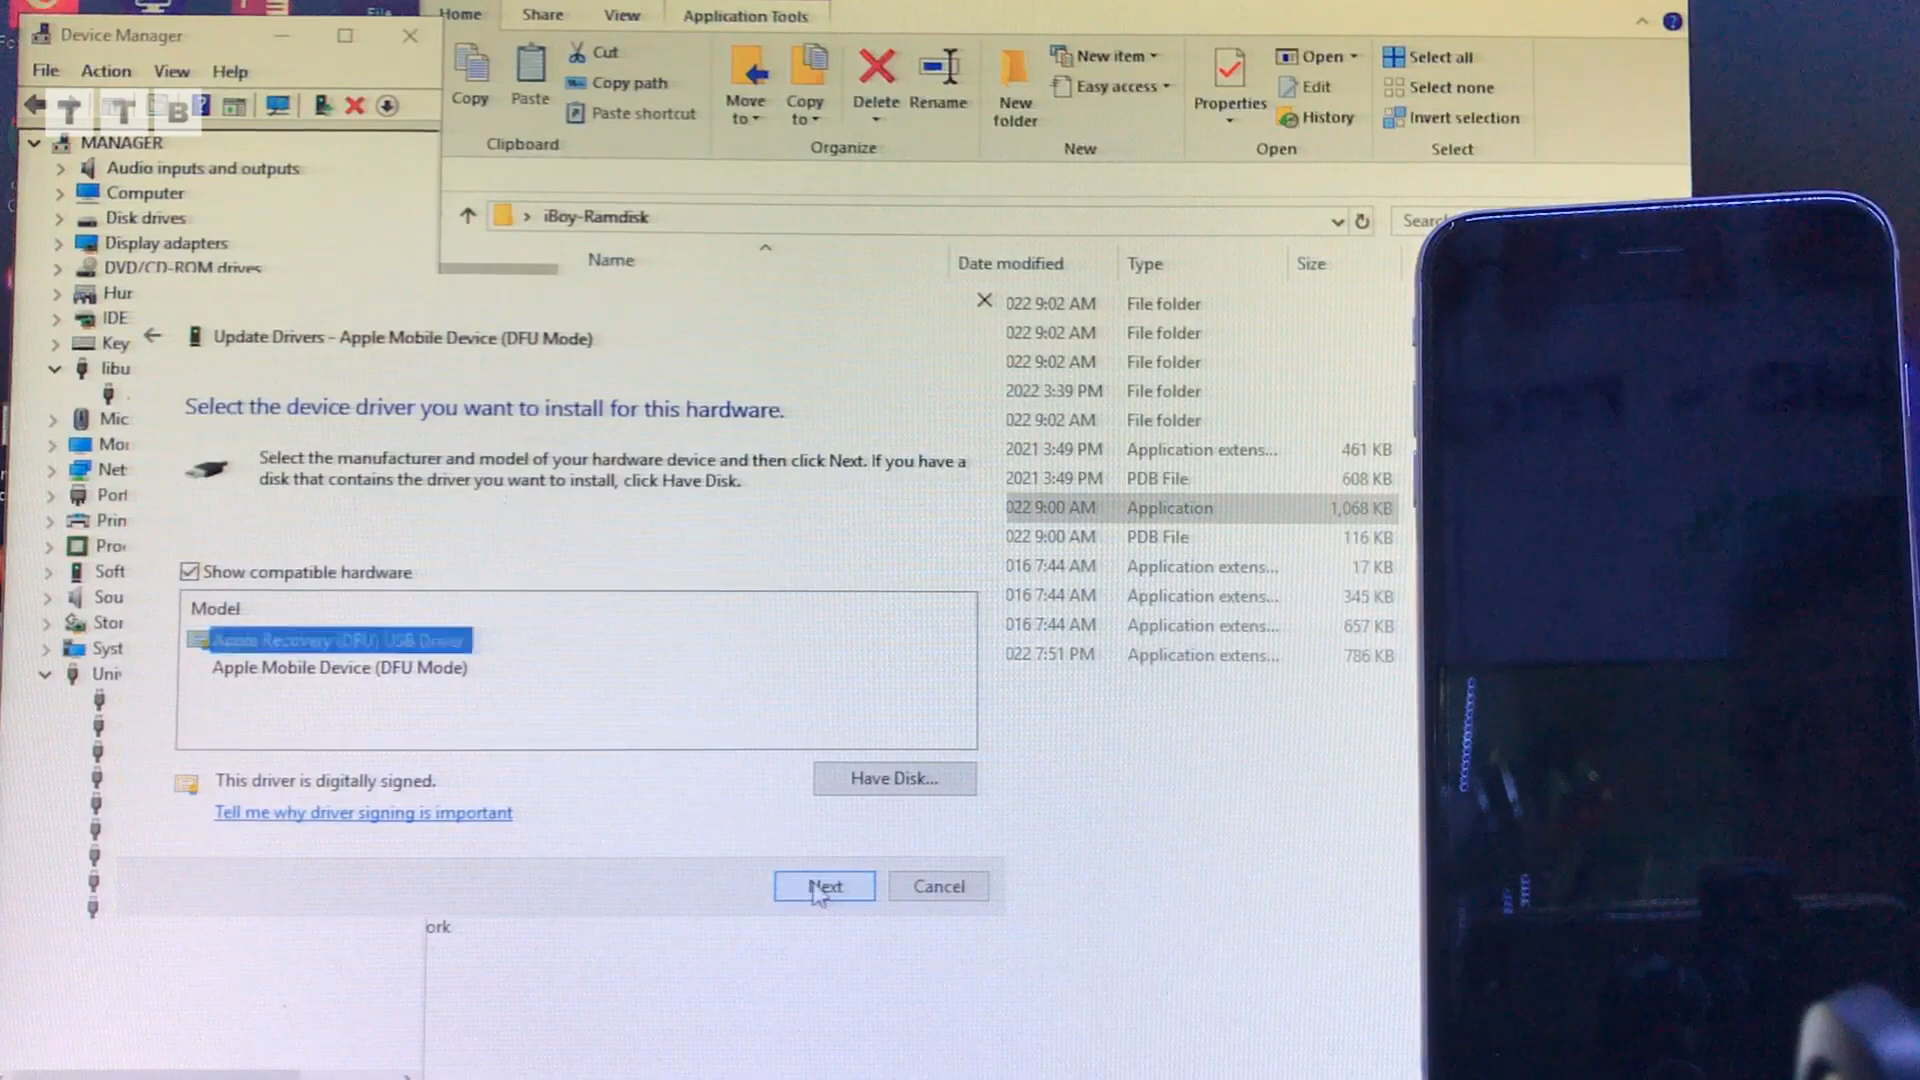 Device Manager
File Action View Help
T T B
MANAGER
Audio inputs and outputs
Computer
Disk drives
Display adapters
DVD/CD-ROM drives
Hur
IDE
Key
libu
Mic
Mor
Net
Port
Prin
Pro
Soft
Sou
Stor
Syst
Uni
File
Home Share View Application Tools
Copy
Paste
Cut
Copy path
Paste shortcut
Clipboard
Move to
Copy to
Delete
Rename
Organize
New folder
New item
Easy access
New
Properties
Open
Edit
History
Open
Select all
Select none
Invert selection
Select
iBoy-Ramdisk
Name Date modified Type Size
022 9:02 AM File folder
022 9:02 AM File folder
022 9:02 AM File folder
2022 3:39 PM File folder
022 9:02 AM File folder
2021 3:49 PM Application extens... 461 KB
2021 3:49 PM PDB File 608 KB
022 9:00 AM Application 1,068 KB
022 9:00 AM PDB File 116 KB
016 7:44 AM Application extens... 17 KB
016 7:44 AM Application extens... 345 KB
016 7:44 AM Application extens... 657 KB
022 7:51 PM Application extens... 786 KB
Update Drivers - Apple Mobile Device (DFU Mode)
Select the device driver you want to install for this hardware.
Select the manufacturer and model of your hardware device and then click Next. If you have a
disk that contains the driver you want to install, click Have Disk.
Show compatible hardware
Model
Apple Recovery (DFU) USB Driver
Apple Mobile Device (DFU Mode)
This driver is digitally signed.
Tell me why driver signing is important
Have Disk...
Next
Cancel
ork